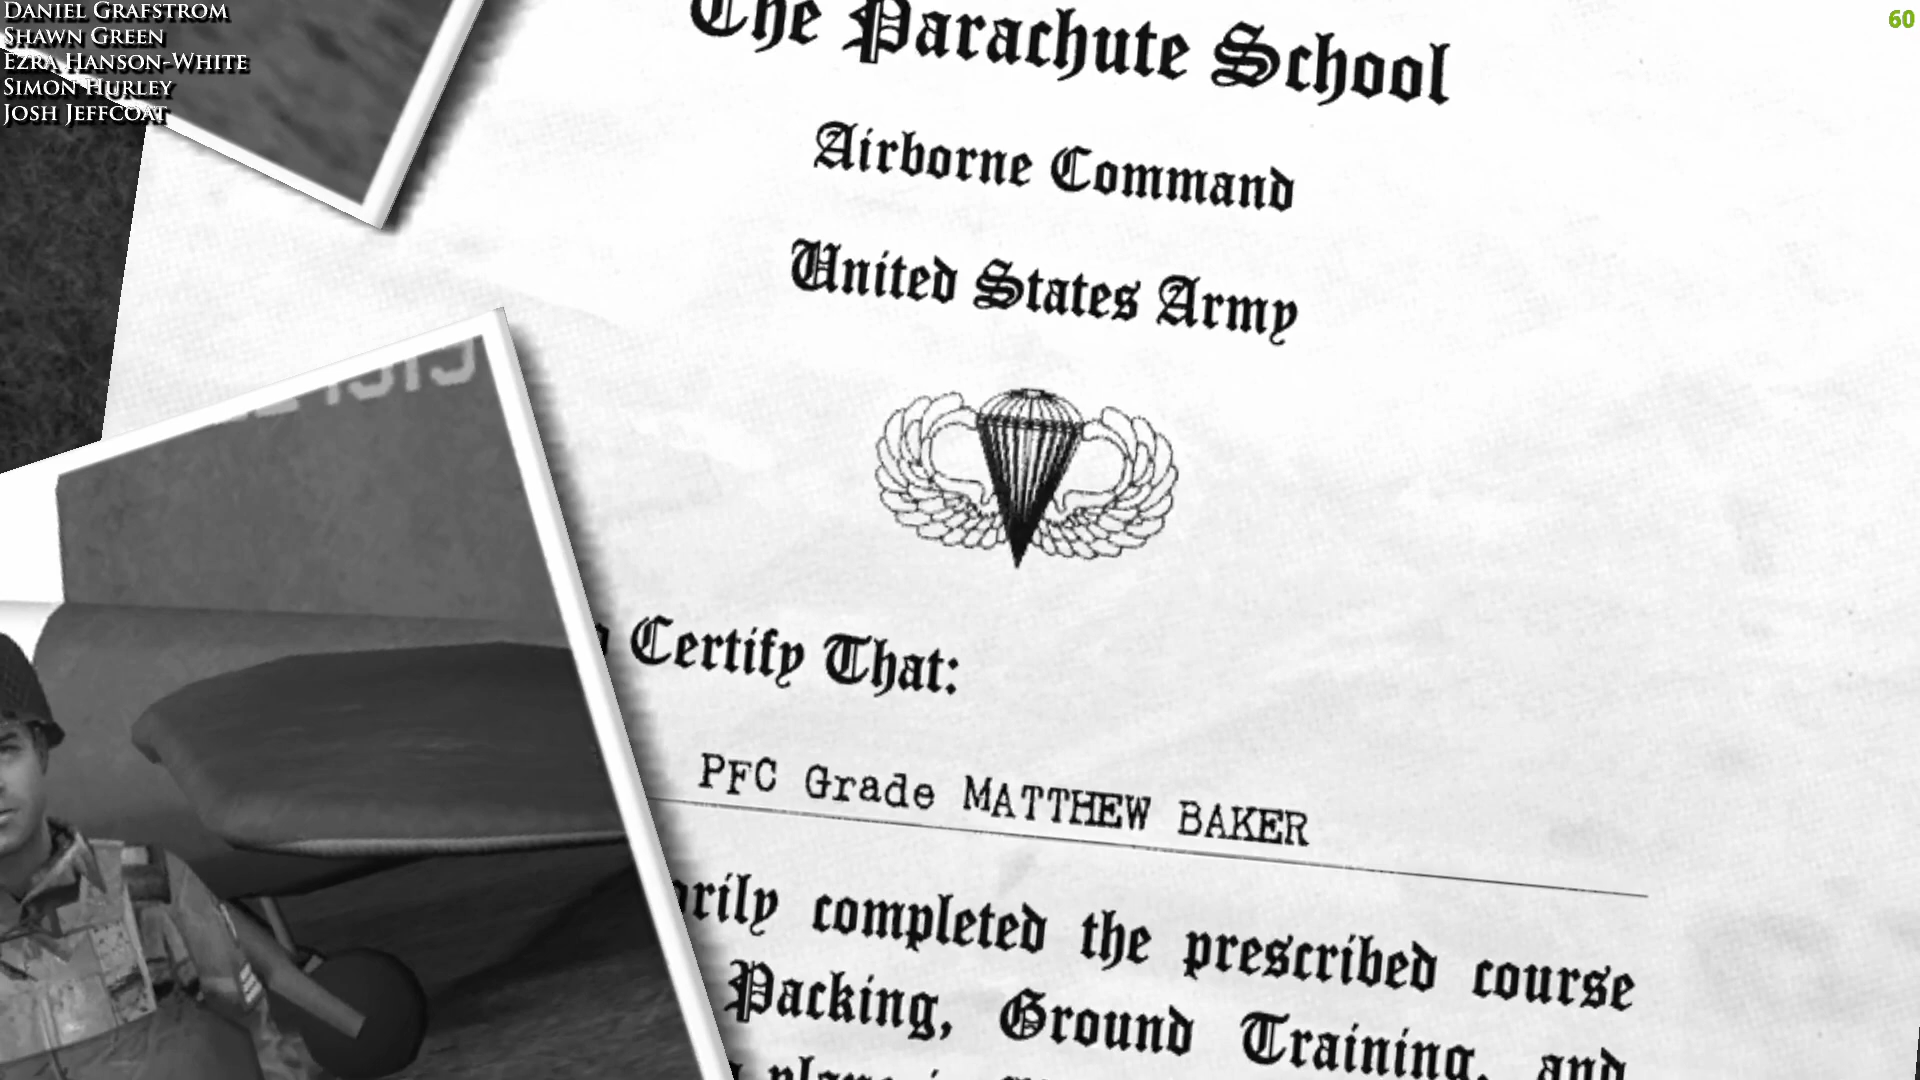 DANIEL GRAFSTROM
SHAWN GREEN
EZRA HANSON-WHITE
SIMON HURLEY
JOSH JEFFCOAT
60
The Parachute School
Airborne Command
United States Army
Certify That:
PFC Grade MATTHEW BAKER
completed the prescribed course
Packing, Ground Training, and